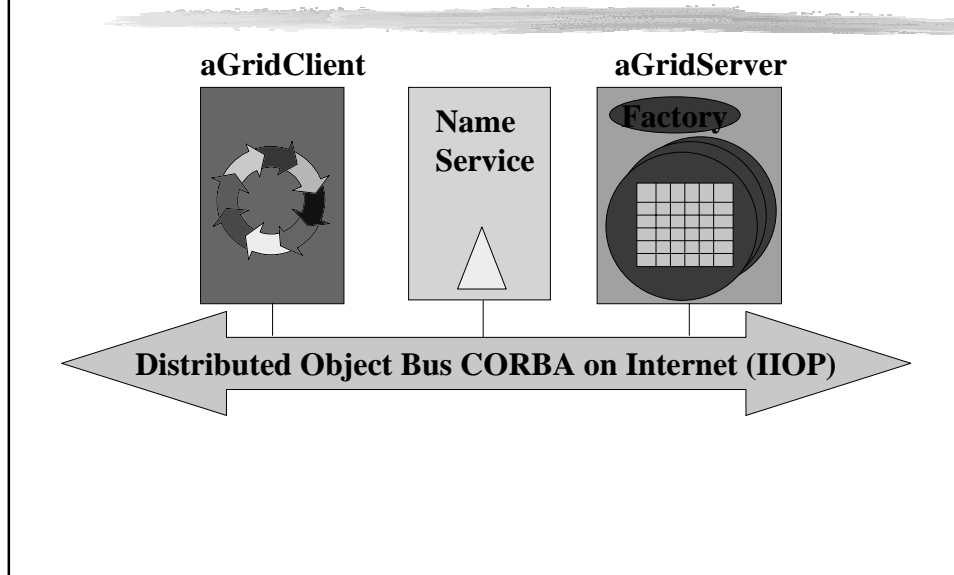 aGridClient
aGridServer
Name
Service
Factory
Distributed Object Bus CORBA on Internet (IIOP)